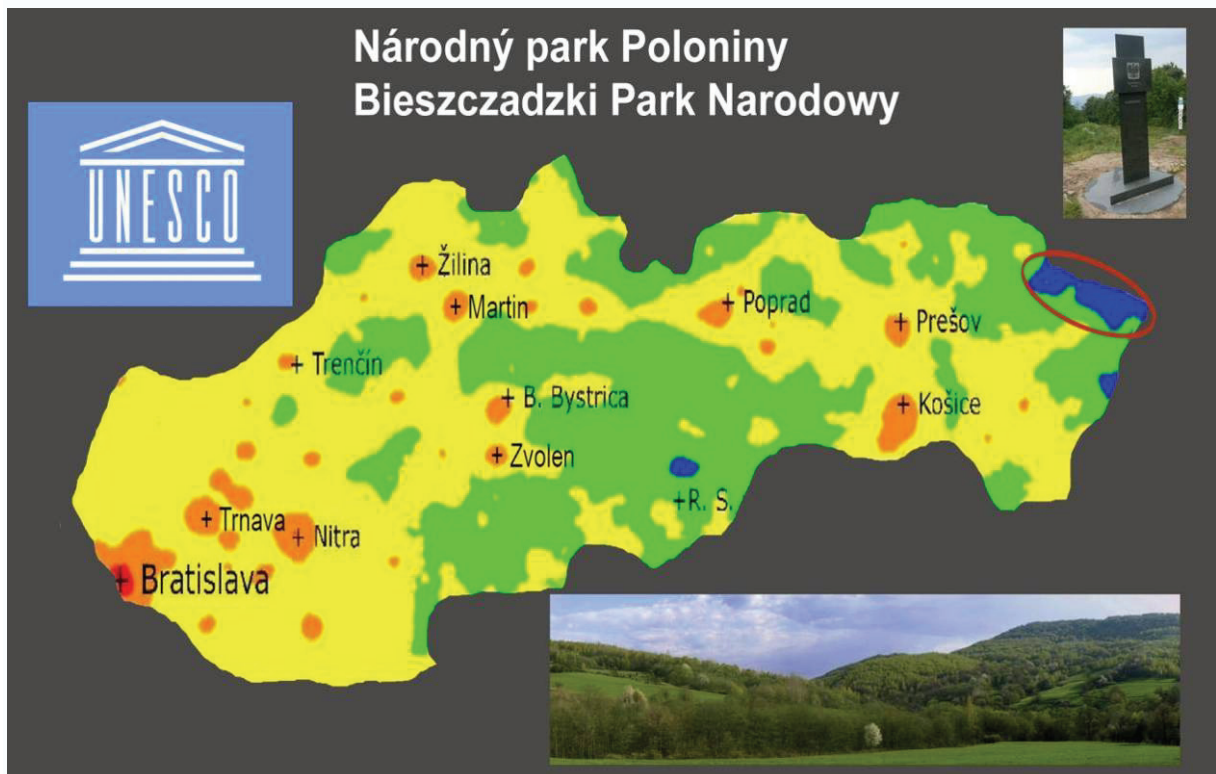 Národný park Poloniny
Bieszczadzki Park Narodowy
UNESCO
Žilina
Martin
Poprad
Prešov
Trenčín
B. Bystrica
Košice
Zvolen
R. S.
Trnava
Nitra
Bratislava